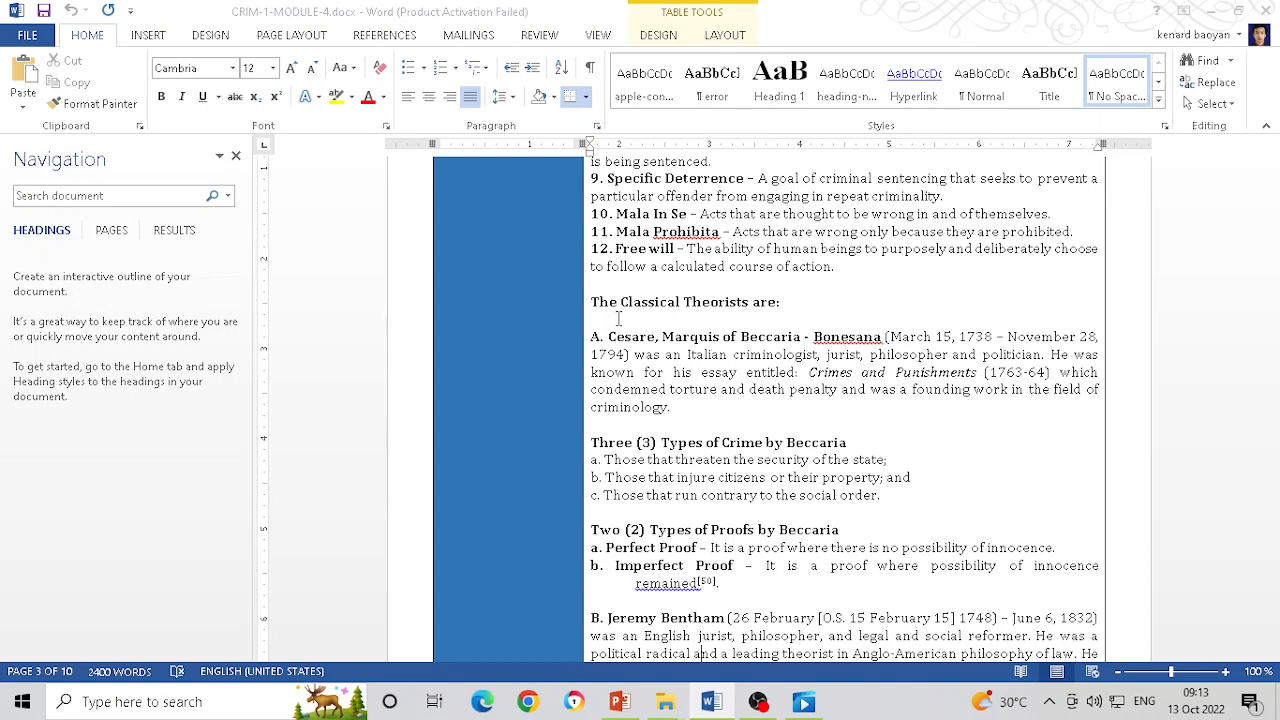 CRIM-1-MODULE-4.docx - Word (Product Activation Failed)
TABLE TOOLS
FILE HOME INSERT DESIGN PAGE LAYOUT REFERENCES MAILINGS REVIEW VIEW DESIGN LAYOUT kenard baoyan
Paste
Cut
Copy
Format Painter
Clipboard
Cambria 12
Font
Paragraph
AaBbCcDc apple-con...
AaBbCc] ¶ error
AaB Heading 1
AaBbCcDc heading-n...
AaBbCcDc Hyperlink
AaBbCcDc ¶ Normal
AaBbCc] Title
AaBbCcDc ¶ No Spac...
Styles
Find
Replace
Select
Editing
1 2 3 4 5 6 7
Navigation
Search document
HEADINGS PAGES RESULTS
Create an interactive outline of your
document.
It's a great way to keep track of where you are
or quickly move your content around.
To get started, go to the Home tab and apply
Heading styles to the headings in your
document.
1
2
3
4
5
6
is being sentenced.
9. Specific Deterrence – A goal of criminal sentencing that seeks to prevent a
particular offender from engaging in repeat criminality.
10. Mala In Se – Acts that are thought to be wrong in and of themselves.
11. Mala Prohibita – Acts that are wrong only because they are prohibited.
12. Free will – The ability of human beings to purposely and deliberately choose
to follow a calculated course of action.
The Classical Theorists are:
A. Cesare, Marquis of Beccaria - Bonesana (March 15, 1738 – November 28,
1794) was an Italian criminologist, jurist, philosopher and politician. He was
known for his essay entitled: Crimes and Punishments (1763-64) which
condemned torture and death penalty and was a founding work in the field of
criminology.
Three (3) Types of Crime by Beccaria
a. Those that threaten the security of the state;
b. Those that injure citizens or their property; and
c. Those that run contrary to the social order.
Two (2) Types of Proofs by Beccaria
a. Perfect Proof – It is a proof where there is no possibility of innocence.
b. Imperfect Proof – It is a proof where possibility of innocence
remained[50].
B. Jeremy Bentham (26 February [O.S. 15 February 15] 1748) – June 6, 1832)
was an English jurist, philosopher, and legal and social reformer. He was a
political radical and a leading theorist in Anglo-American philosophy of law. He
PAGE 3 OF 10 2400 WORDS ENGLISH (UNITED STATES) 100 %
Type here to search
30°C ENG
09:13
13 Oct 2022
1